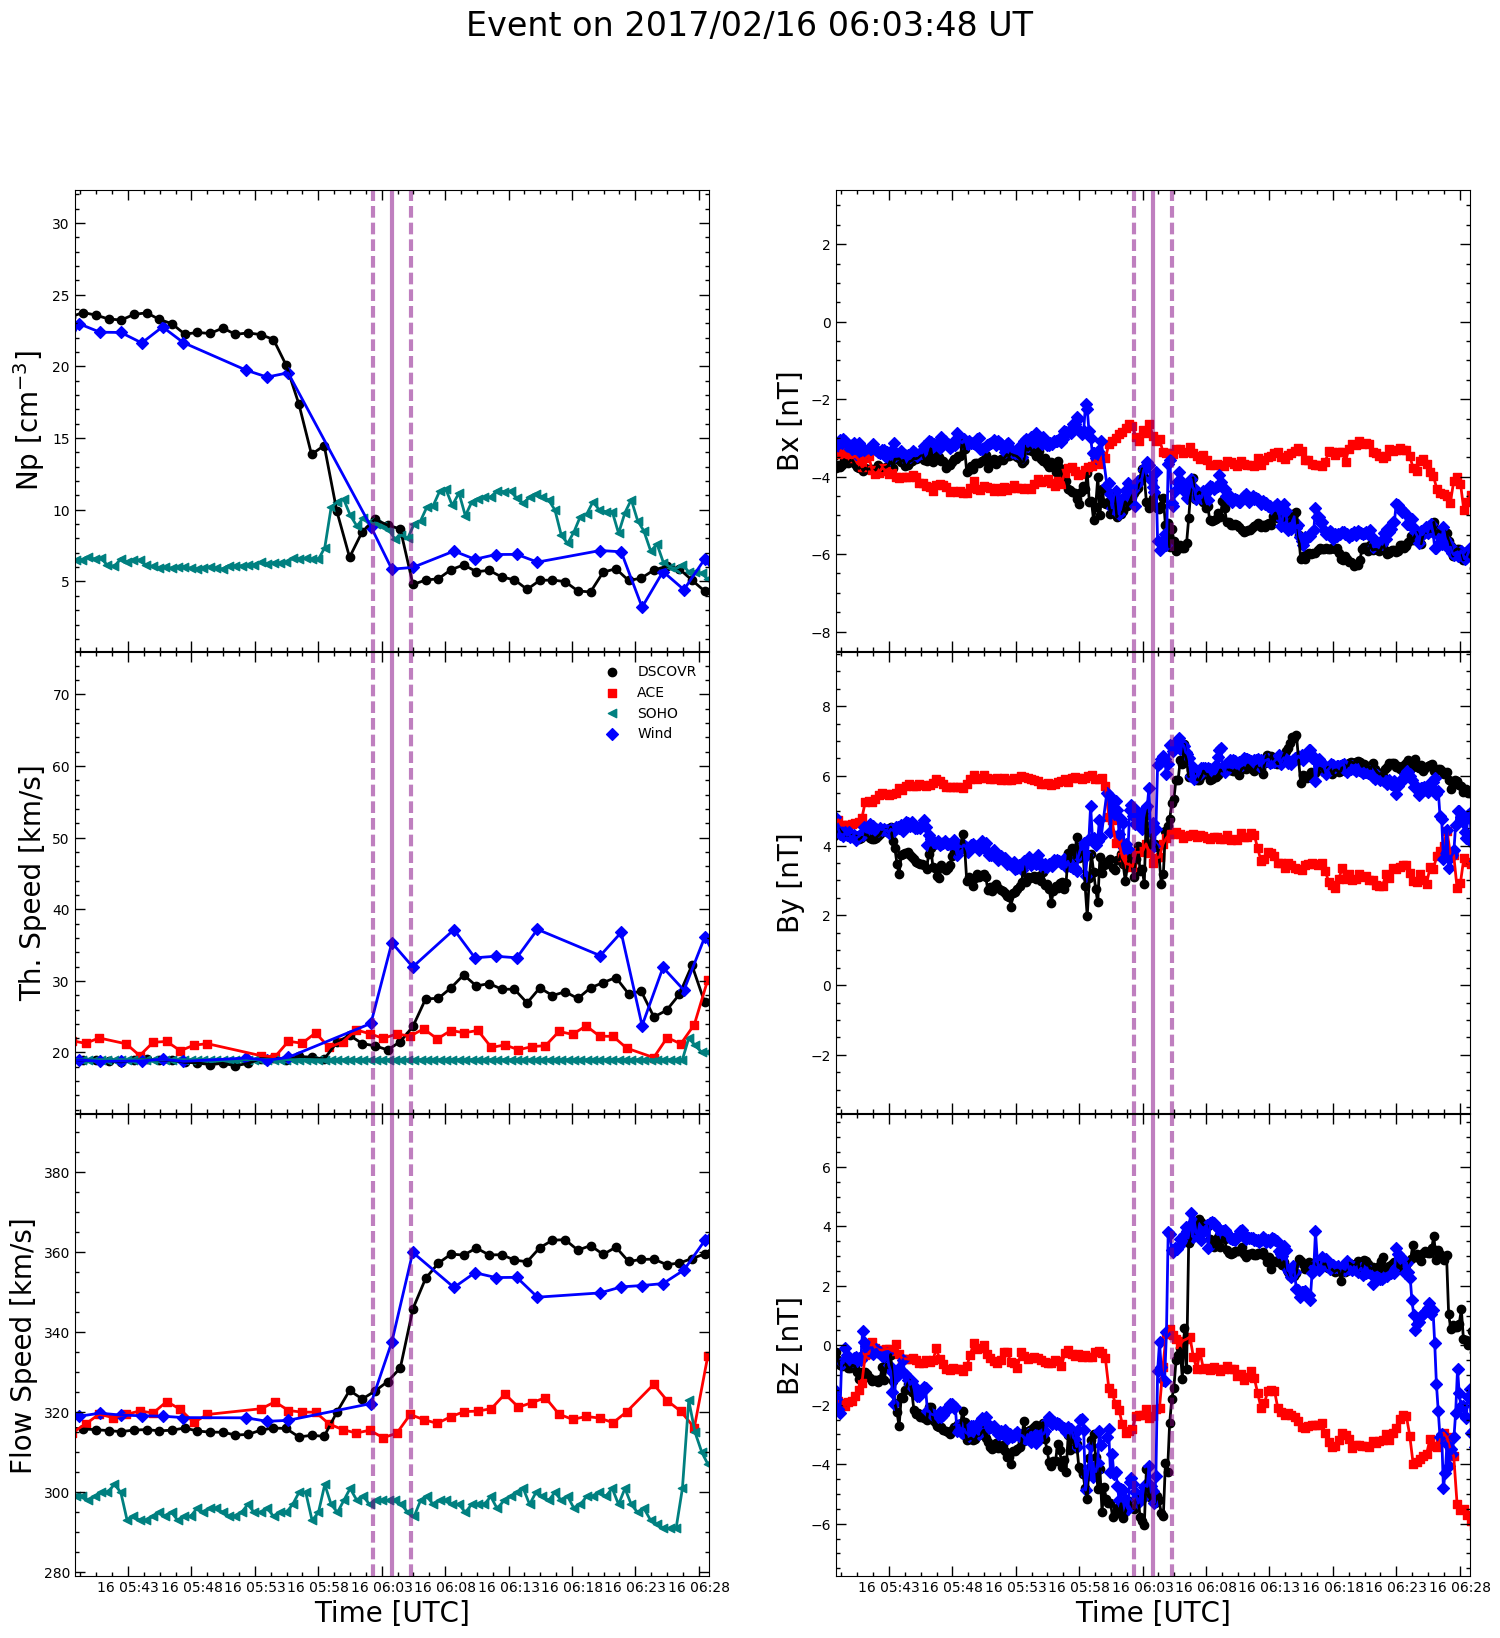 Event on 2017/02/16 06:03:48 UT
Np [cm⁻³]
30
25
20
15
10
5
Th. Speed [km/s]
70
60
50
40
30
20
DSCOVR
ACE
SOHO
Wind
Flow Speed [km/s]
380
360
340
320
300
280
16 05:43 16 05:48 16 05:53 16 05:58 16 06:03 16 06:08 16 06:13 16 06:18 16 06:23 16 06:28
Time [UTC]
Bx [nT]
2
0
−2
−4
−6
−8
By [nT]
8
6
4
2
0
−2
Bz [nT]
6
4
2
0
−2
−4
−6
16 05:43 16 05:48 16 05:53 16 05:58 16 06:03 16 06:08 16 06:13 16 06:18 16 06:23 16 06:28
Time [UTC]